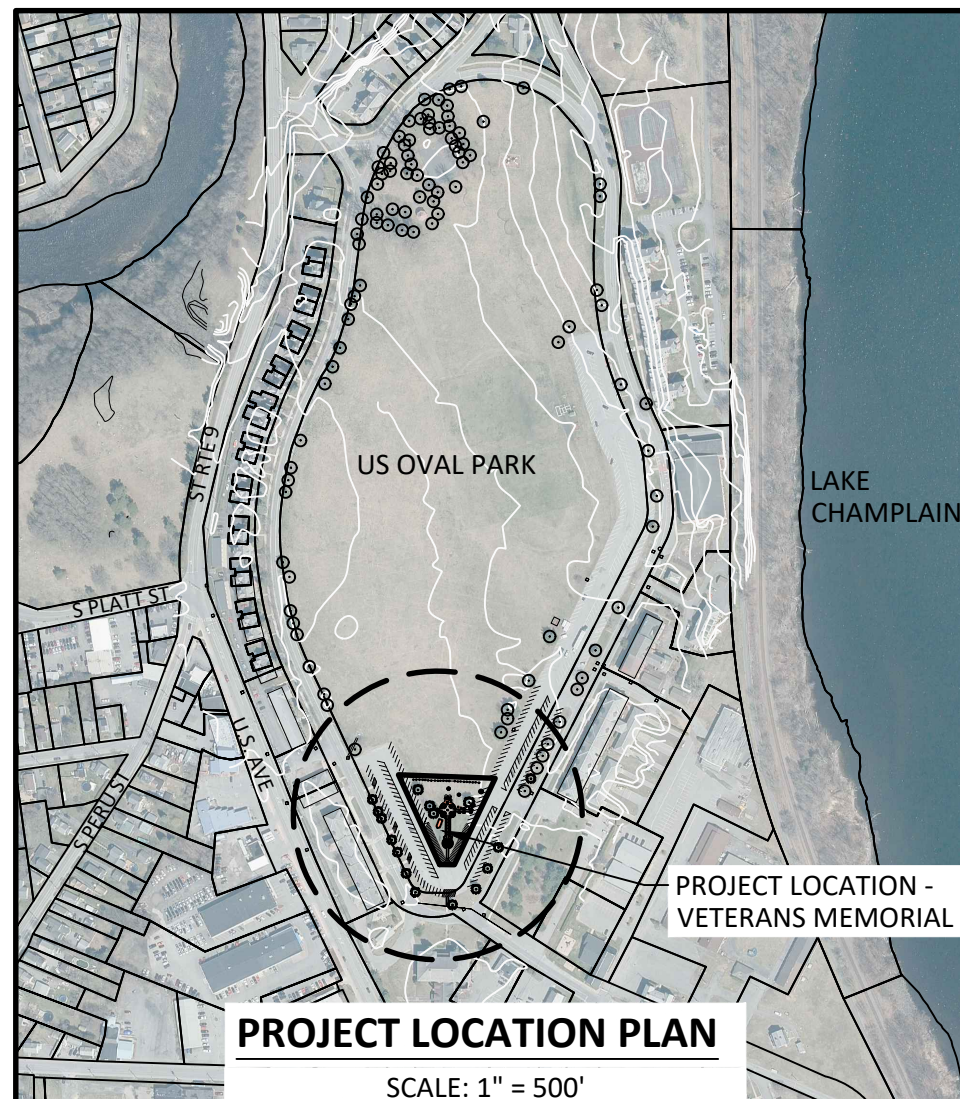 US OVAL PARK
ST RTE 9
LAKE
CHAMPLAIN
S PLATT ST
U.S. AVE
S PERU ST
PROJECT LOCATION -
VETERANS MEMORIAL
PROJECT LOCATION PLAN
SCALE: 1" = 500'